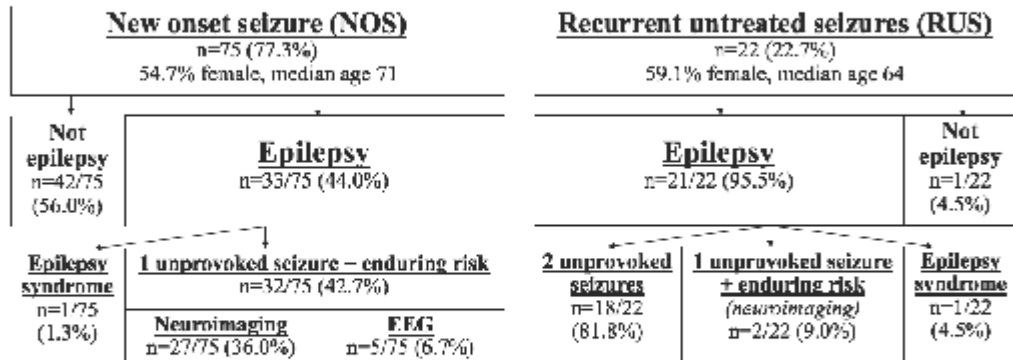 New onset seizure (NOS)
n=75 (77.3%)
54.7% female, median age 71
Recurrent untreated seizures (RUS)
n=22 (22.7%)
59.1% female, median age 64
Not
epilepsy
n=42/75
(56.0%)
Epilepsy
n=33/75 (44.0%)
Epilepsy
n=21/22 (95.5%)
Not
epilepsy
n=1/22
(4.5%)
Epilepsy
syndrome
n=1/75
(1.3%)
1 unprovoked seizure + enduring risk
n=32/75 (42.7%)
Neuroimaging
n=27/75 (36.0%)
EEG
n=5/75 (6.7%)
2 unprovoked
seizures
n=18/22
(81.8%)
1 unprovoked seizure
+ enduring risk
(neuroimaging)
n=2/22 (9.0%)
Epilepsy
syndrome
n=1/22
(4.5%)